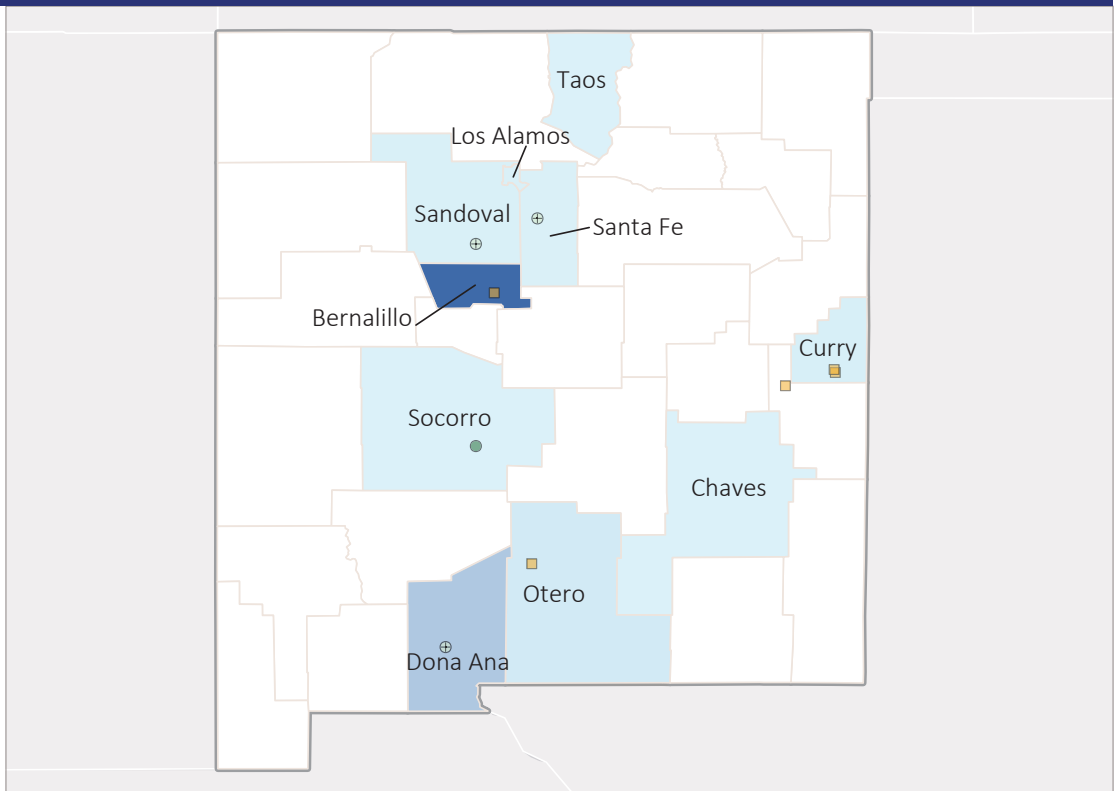 Taos
Los Alamos
Sandoval
Santa Fe
Bernalillo
Curry
Socorro
Chaves
Otero
Dona Ana